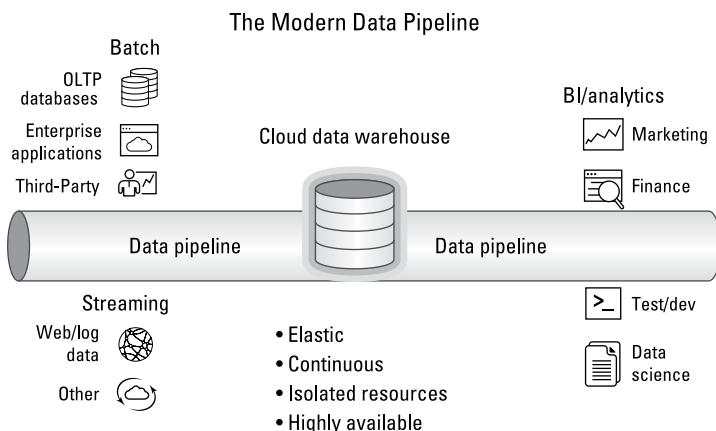 The Modern Data Pipeline
Batch
OLTP
databases
Enterprise
applications
Third-Party
Cloud data warehouse
BI/analytics
Marketing
Finance
Data pipeline
Data pipeline
Streaming
Web/log
data
Other
• Elastic
• Continuous
• Isolated resources
• Highly available
>_ Test/dev
Data
science